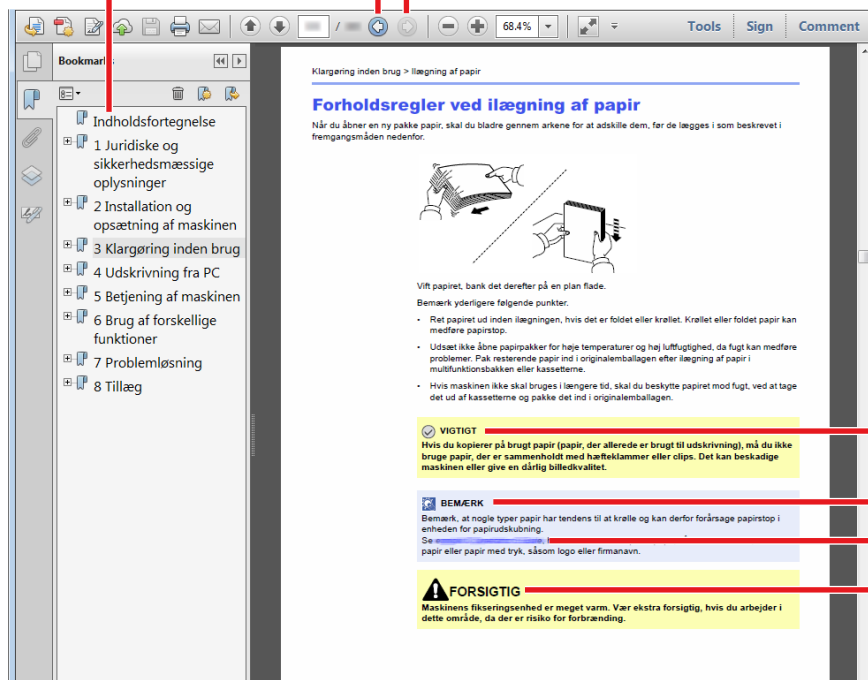 / 68.4% Tools Sign Comment
Bookmarks
Indholdsfortegnelse
1 Juridiske og
sikkerhedsmæssige
oplysninger
2 Installation og
opsætning af maskinen
3 Klargøring inden brug
4 Udskrivning fra PC
5 Betjening af maskinen
6 Brug af forskellige
funktioner
7 Problemløsning
8 Tillæg
Klargøring inden brug > Ilægning af papir
Forholdsregler ved ilægning af papir
Når du åbner en ny pakke papir, skal du bladre gennem arkene for at adskille dem, før de lægges i som beskrevet i
fremgangsmåden nedenfor.
Vift papiret, bank det derefter på en plan flade.
Bemærk yderligere følgende punkter.
• Ret papiret ud inden ilægningen, hvis det er foldet eller krøllet. Krøllet eller foldet papir kan
medføre papirstop.
• Udsæt ikke åbne papirpakker for høje temperaturer og høj luftfugtighed, da fugt kan medføre
problemer. Pak resterende papir ind i originalemballagen efter ilægning af papir i
multifunktionsbakken eller kassetterne.
• Hvis maskinen ikke skal bruges i længere tid, skal du beskytte papiret mod fugt, ved at tage
det ud af kassetterne og pakke det ind i originalemballagen.
VIGTIGT
Hvis du kopierer på brugt papir (papir, der allerede er brugt til udskrivning), må du ikke
bruge papir, der er sammenholdt med hæfteklammer eller clips. Det kan beskadige
maskinen eller give en dårlig billedkvalitet.
BEMÆRK
Bemærk, at nogle typer papir har tendens til at krølle og kan derfor forårsage papirstop i
enheden for papirudskubning.
Se
papir eller papir med tryk, såsom logo eller firmanavn.
FORSIGTIG
Maskinens fikseringsenhed er meget varm. Vær ekstra forsigtig, hvis du arbejder i
dette område, da der er risiko for forbrænding.